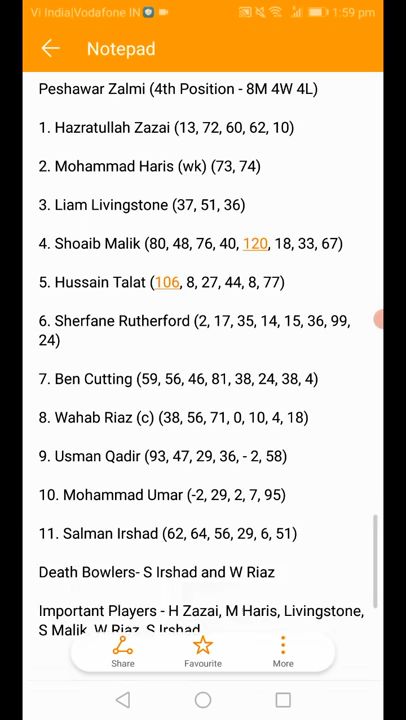 Vi India|Vodafone IN
1:59 pm
Notepad
Peshawar Zalmi (4th Position - 8M 4W 4L)
1. Hazratullah Zazai (13, 72, 60, 62, 10)
2. Mohammad Haris (wk) (73, 74)
3. Liam Livingstone (37, 51, 36)
4. Shoaib Malik (80, 48, 76, 40, 120, 18, 33, 67)
5. Hussain Talat (106, 8, 27, 44, 8, 77)
6. Sherfane Rutherford (2, 17, 35, 14, 15, 36, 99,
24)
7. Ben Cutting (59, 56, 46, 81, 38, 24, 38, 4)
8. Wahab Riaz (c) (38, 56, 71, 0, 10, 4, 18)
9. Usman Qadir (93, 47, 29, 36, - 2, 58)
10. Mohammad Umar (-2, 29, 2, 7, 95)
11. Salman Irshad (62, 64, 56, 29, 6, 51)
Death Bowlers- S Irshad and W Riaz
Important Players - H Zazai, M Haris, Livingstone,
S Malik, W Riaz, S Irshad
Share
Favourite
More